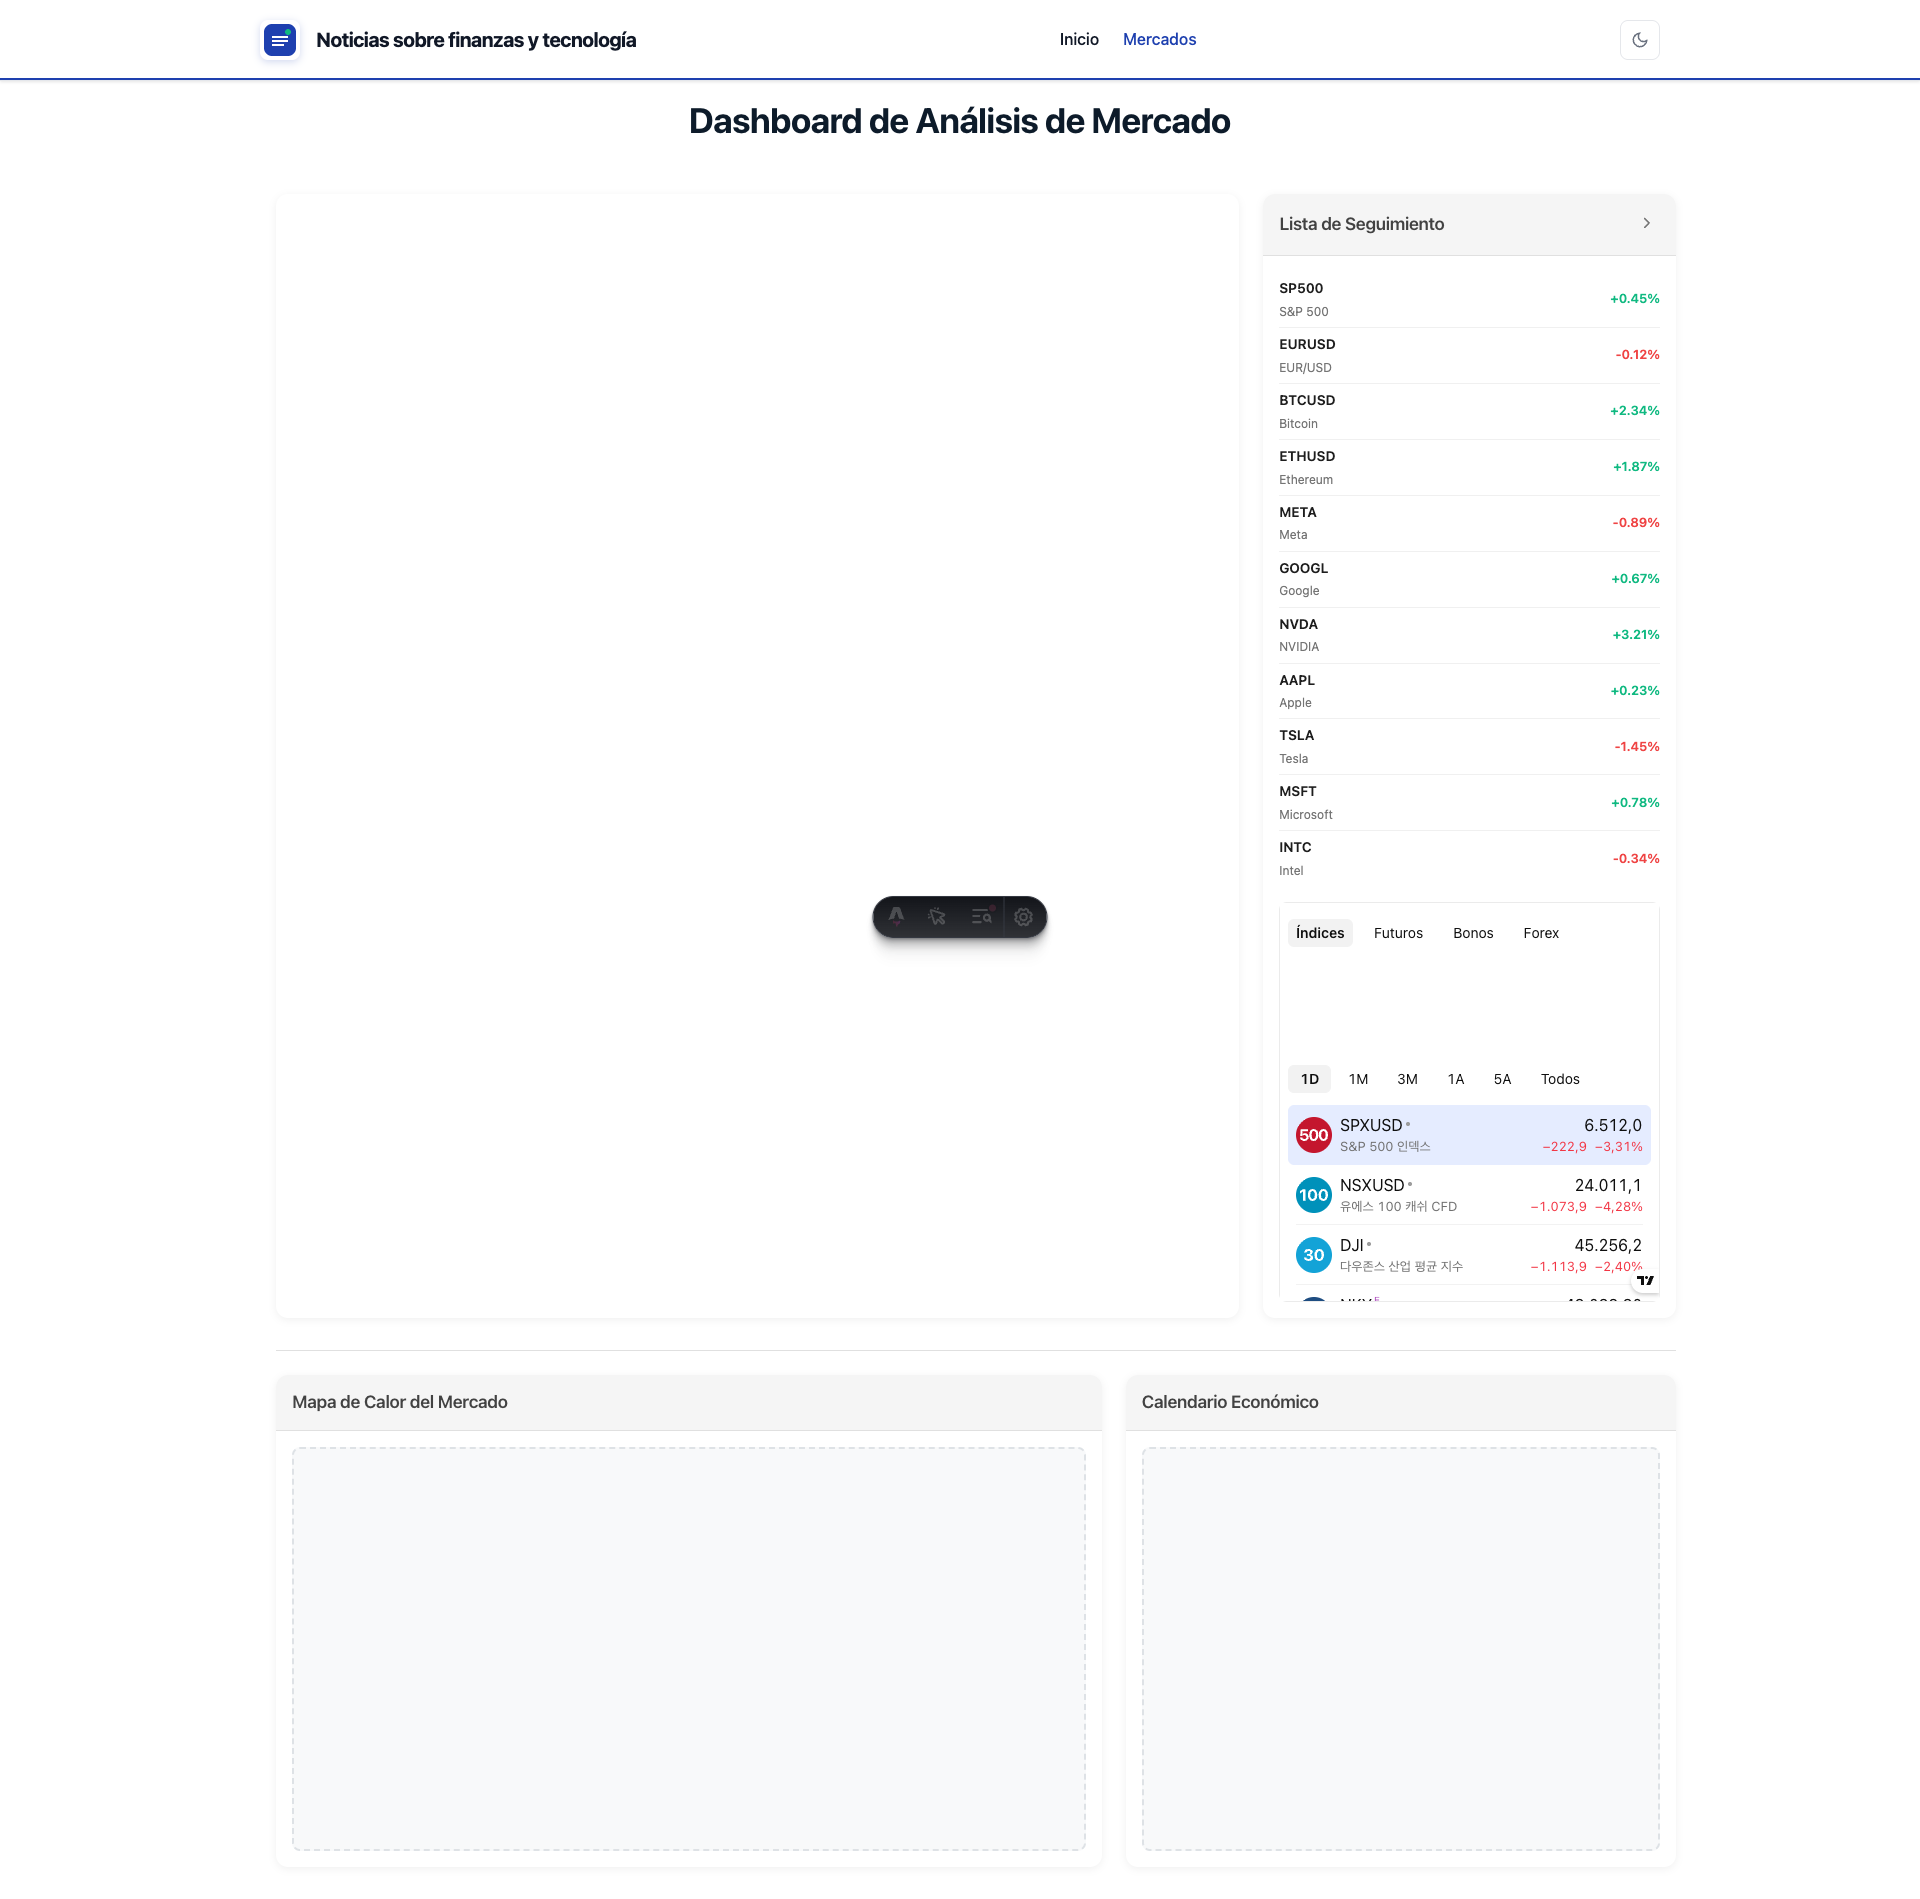 Noticias sobre finanzas y tecnología
Inicio
Mercados
Dashboard de Análisis de Mercado
Lista de Seguimiento
SP500
S&P 500
+0.45%
EURUSD
EUR/USD
-0.12%
BTCUSD
Bitcoin
+2.34%
ETHUSD
Ethereum
+1.87%
META
Meta
-0.89%
GOOGL
Google
+0.67%
NVDA
NVIDIA
+3.21%
AAPL
Apple
+0.23%
TSLA
Tesla
-1.45%
MSFT
Microsoft
+0.78%
INTC
Intel
-0.34%
Índices
Futuros
Bonos
Forex
1D
1M
3M
1A
5A
Todos
500
SPXUSD
6.512,0
S&P 500 인덱스
−222,9 −3,31%
100
NSXUSD
24.011,1
유에스 100 캐쉬 CFD
−1.073,9 −4,28%
30
DJI
45.256,2
다우존스 산업 평균 지수
−1.113,9 −2,40%
Mapa de Calor del Mercado
Calendario Económico